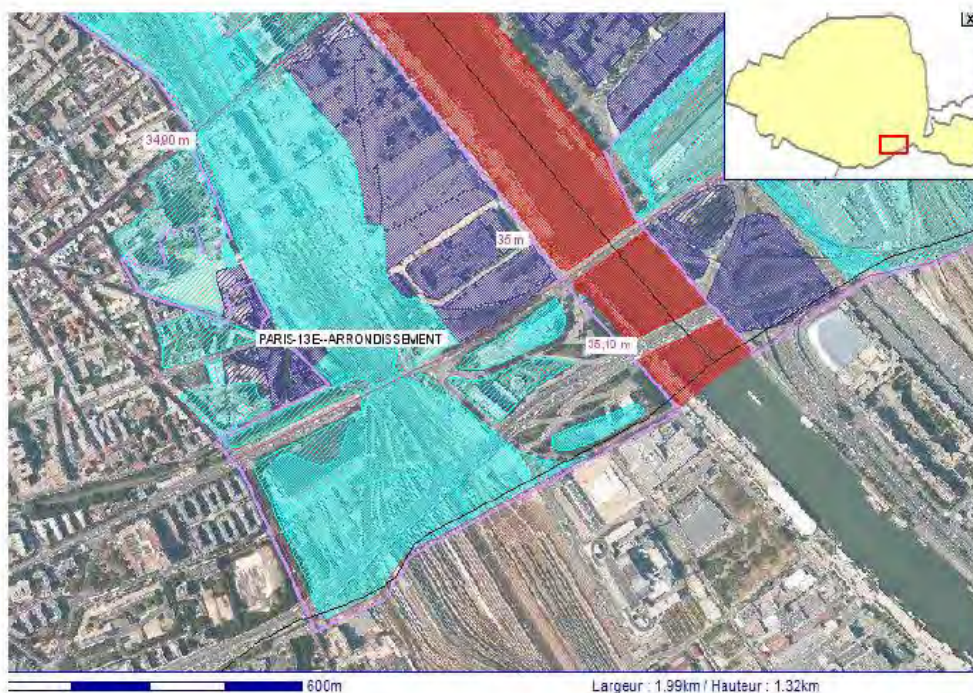 X
34,90 m
35 m
PARIS-13E--ARRONDISSEMENT
35,10 m
600m
Largeur : 1.99km / Hauteur : 1.32km